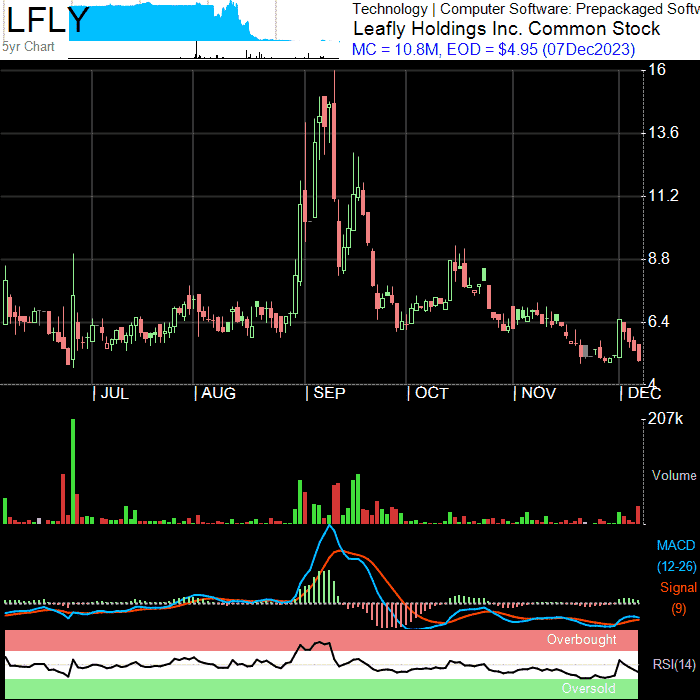 LFLY
Technology | Computer Software: Prepackaged Softw
Leafly Holdings Inc. Common Stock
5yr Chart
MC = 10.8M, EOD = $4.95 (07Dec2023)
16
13.6
11.2
8.8
6.4
4
JUL AUG SEP OCT NOV DEC
207k
Volume
MACD
(12-26)
Signal
(9)
Overbought
RSI(14)
Oversold